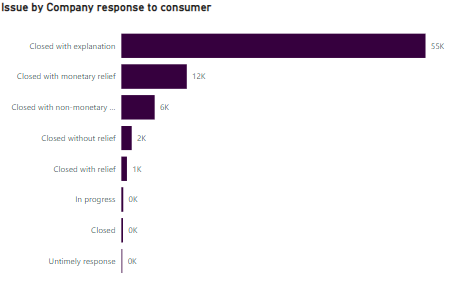 Issue by Company response to consumer
Closed with explanation 55K
Closed with monetary relief 12K
Closed with non-monetary ... 6K
Closed without relief 2K
Closed with relief 1K
In progress 0K
Closed 0K
Untimely response 0K